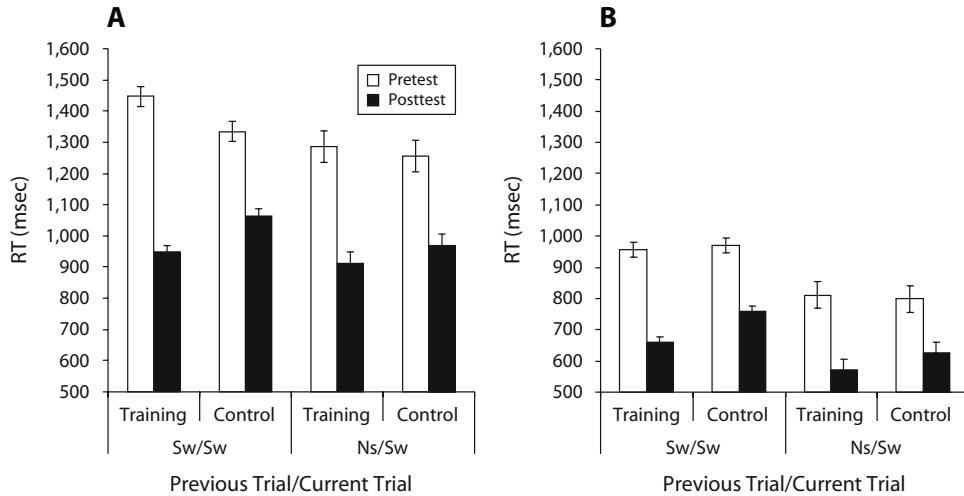 A
1,600
1,500
1,400
1,300
1,200
1,100
1,000
900
800
700
600
500
RT (msec)
Pretest
Posttest
Training Control Training Control
Sw/Sw Ns/Sw
Previous Trial/Current Trial
B
1,600
1,500
1,400
1,300
1,200
1,100
1,000
900
800
700
600
500
RT (msec)
Training Control Training Control
Sw/Sw Ns/Sw
Previous Trial/Current Trial